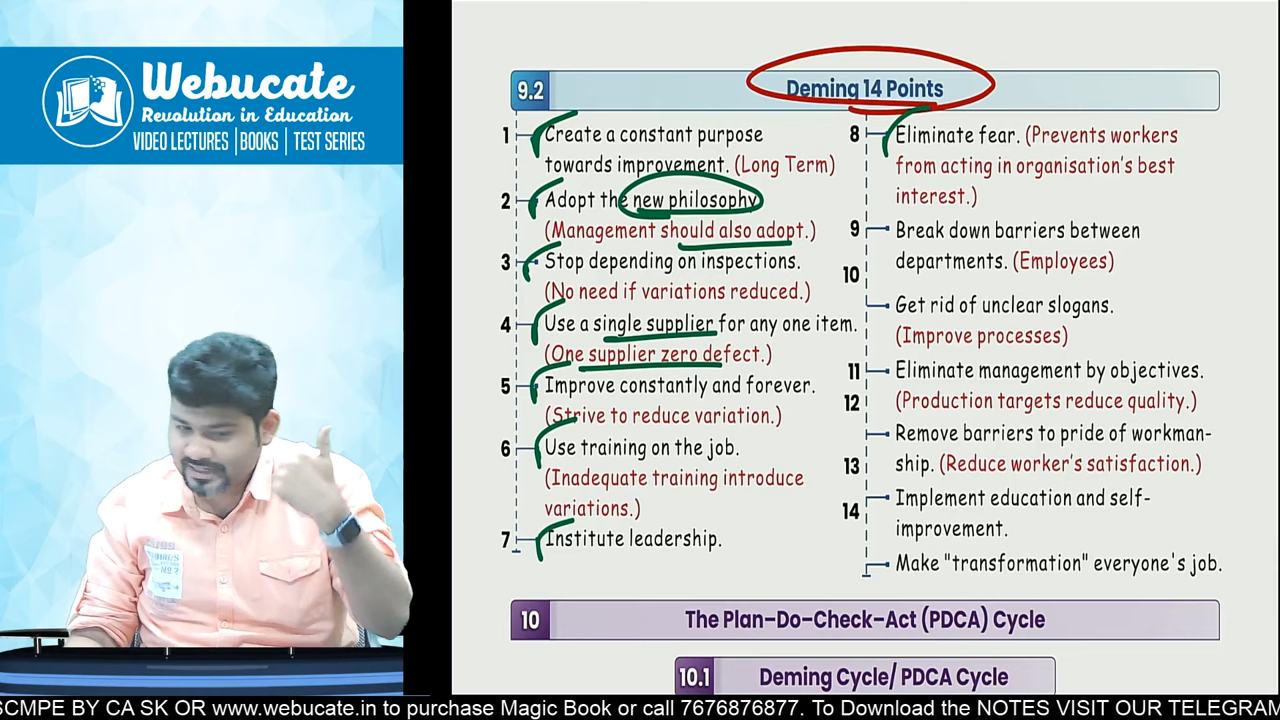 Webucate
Revolution in Education
VIDEO LECTURES | BOOKS | TEST SERIES
9.2 Deming 14 Points
1 Create a constant purpose
towards improvement. (Long Term)
2 Adopt the new philosophy
(Management should also adopt.)
3 Stop depending on inspections.
(No need if variations reduced.)
4 Use a single supplier for any one item.
(One supplier zero defect.)
5 Improve constantly and forever.
(Strive to reduce variation.)
6 Use training on the job.
(Inadequate training introduce
variations.)
7 Institute leadership.
8 Eliminate fear. (Prevents workers
from acting in organisation's best
interest.)
9 Break down barriers between
departments. (Employees)
10
Get rid of unclear slogans.
(Improve processes)
11 Eliminate management by objectives.
12 (Production targets reduce quality.)
Remove barriers to pride of workman-
13 ship. (Reduce worker's satisfaction.)
Implement education and self-
14 improvement.
Make "transformation" everyone's job.
10 The Plan-Do-Check-Act (PDCA) Cycle
10.1 Deming Cycle/ PDCA Cycle
SCMPE BY CA SK OR www.webucate.in to purchase Magic Book or call 7676876877. To Download the NOTES VISIT OUR TELEGRAM